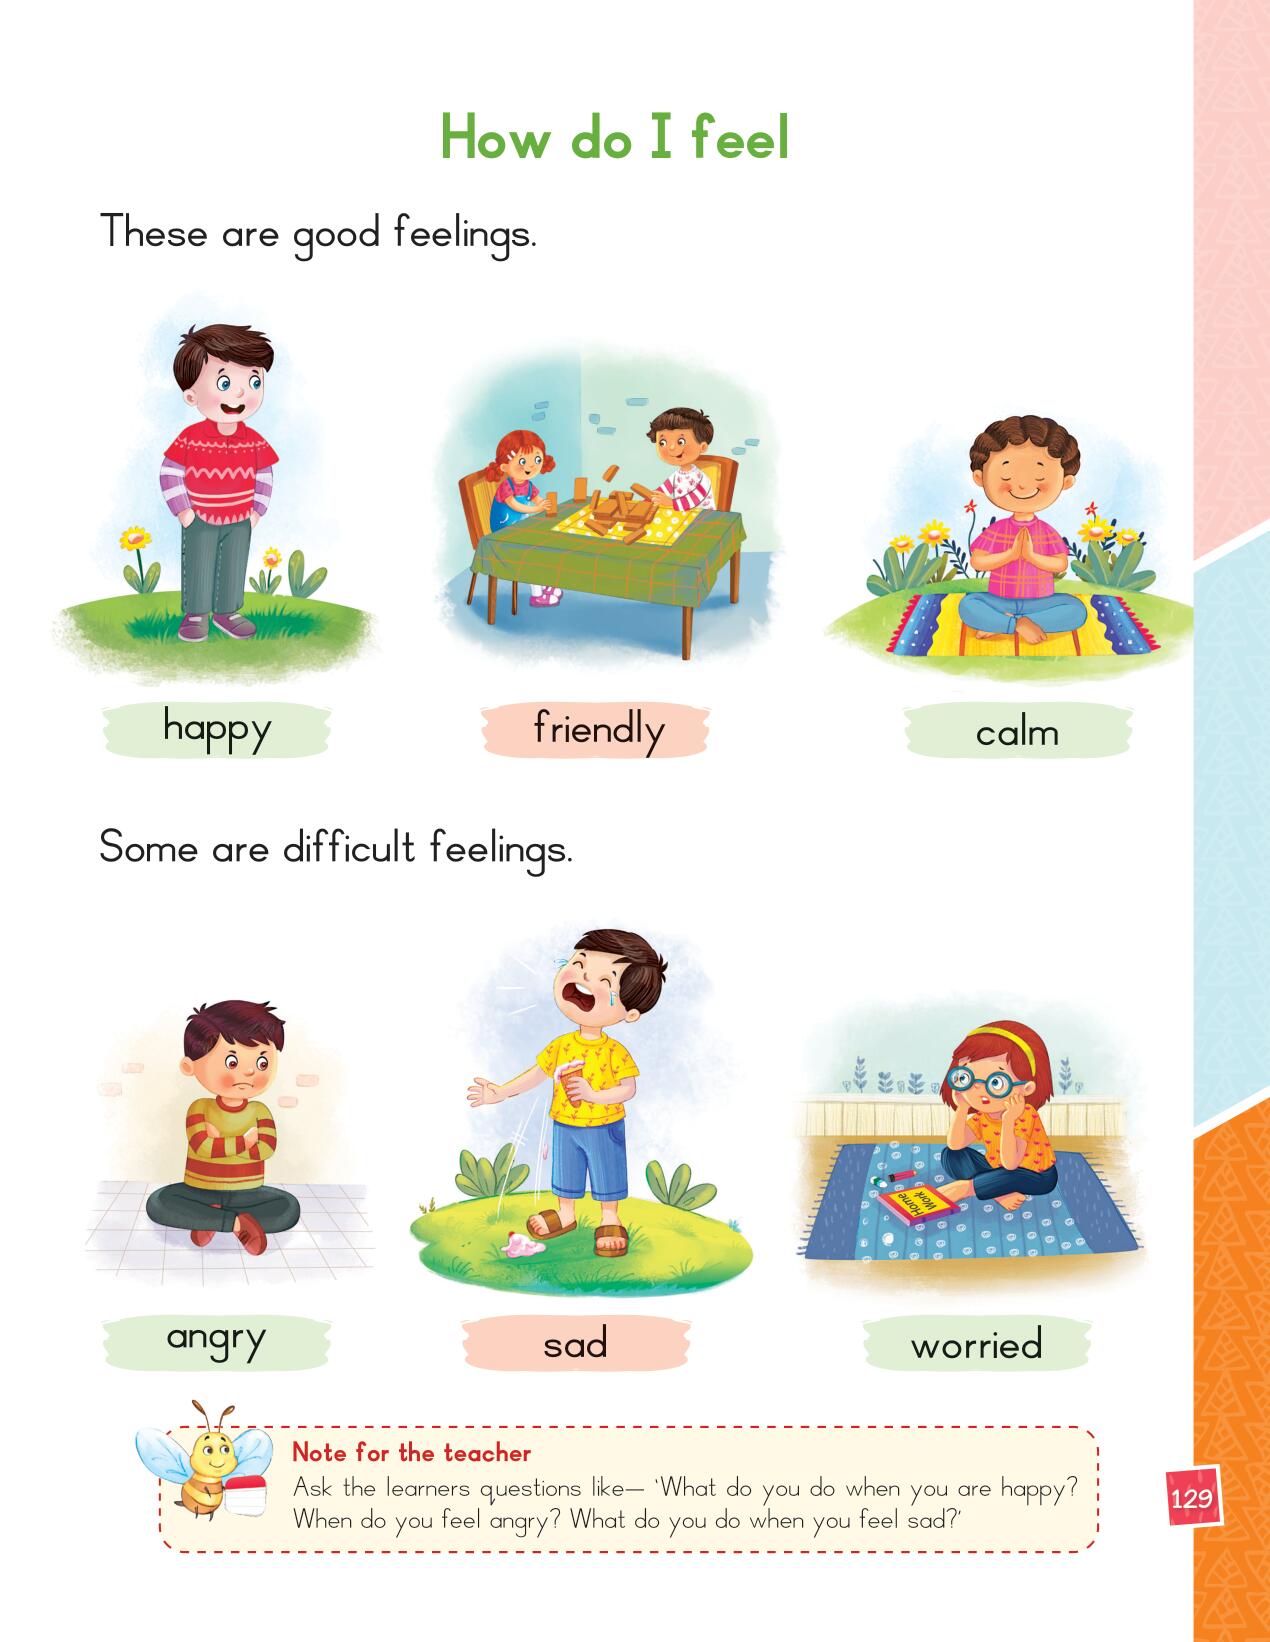 How do I feel
These are good feelings.
happy
friendly
calm
Some are difficult feelings.
Home
Work
angry
sad
worried
Note for the teacher
Ask the learners questions like— ‘What do you do when you are happy?
When do you feel angry? What do you do when you feel sad?’
129